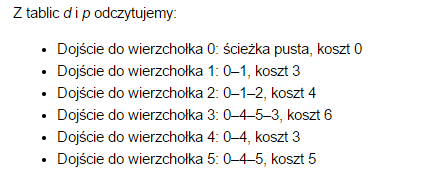 Z tablic d i p odczytujemy:
• Dojście do wierzchołka 0: ścieżka pusta, koszt 0
• Dojście do wierzchołka 1: 0–1, koszt 3
• Dojście do wierzchołka 2: 0–1–2, koszt 4
• Dojście do wierzchołka 3: 0–4–5–3, koszt 6
• Dojście do wierzchołka 4: 0–4, koszt 3
• Dojście do wierzchołka 5: 0–4–5, koszt 5